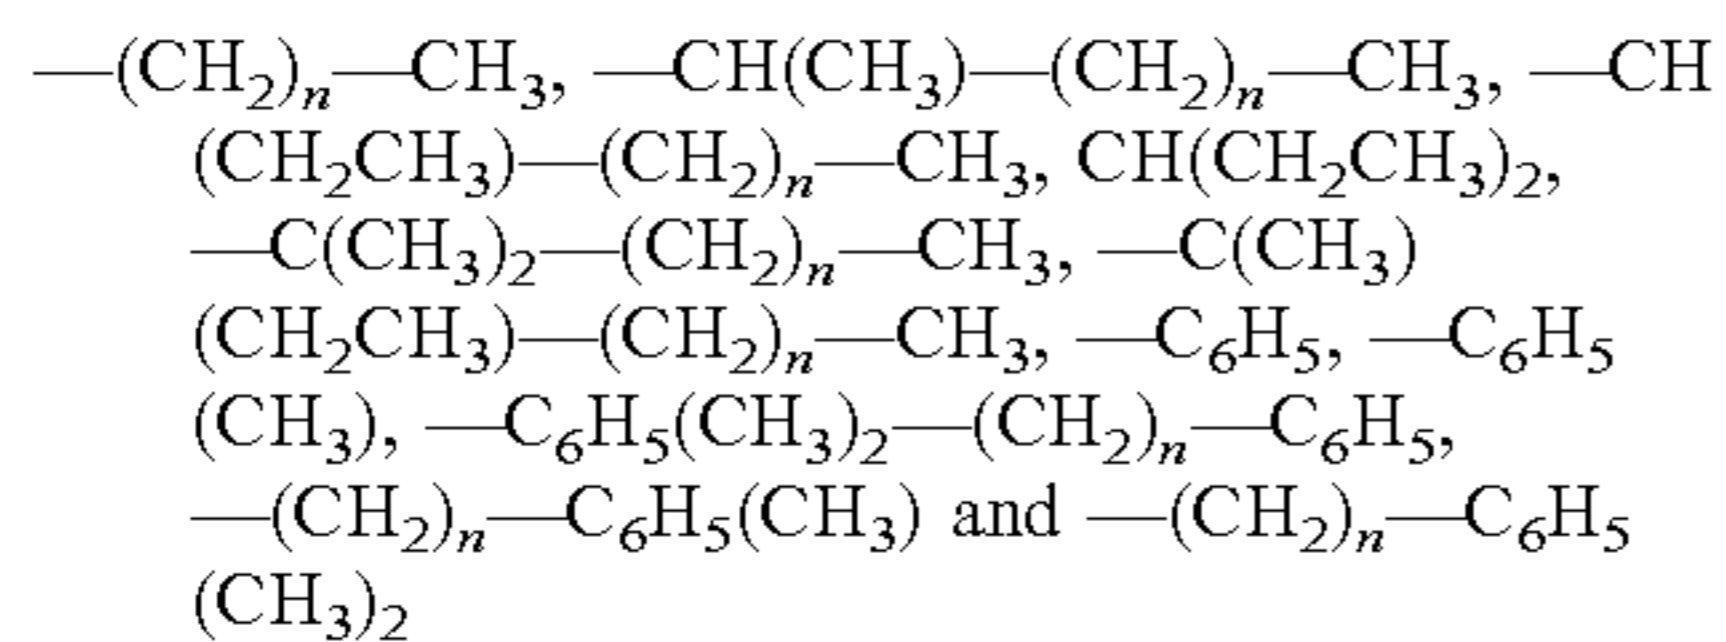 —(CH₂)ₙ—CH₃, —CH(CH₃)—(CH₂)ₙ—CH₃, —CH
(CH₂CH₃)—(CH₂)ₙ—CH₃, CH(CH₂CH₃)₂,
—C(CH₃)₂—(CH₂)ₙ—CH₃, —C(CH₃)
(CH₂CH₃)—(CH₂)ₙ—CH₃, —C₆H₅, —C₆H₅
(CH₃), —C₆H₅(CH₃)₂—(CH₂)ₙ—C₆H₅,
—(CH₂)ₙ—C₆H₅(CH₃) and —(CH₂)ₙ—C₆H₅
(CH₃)₂